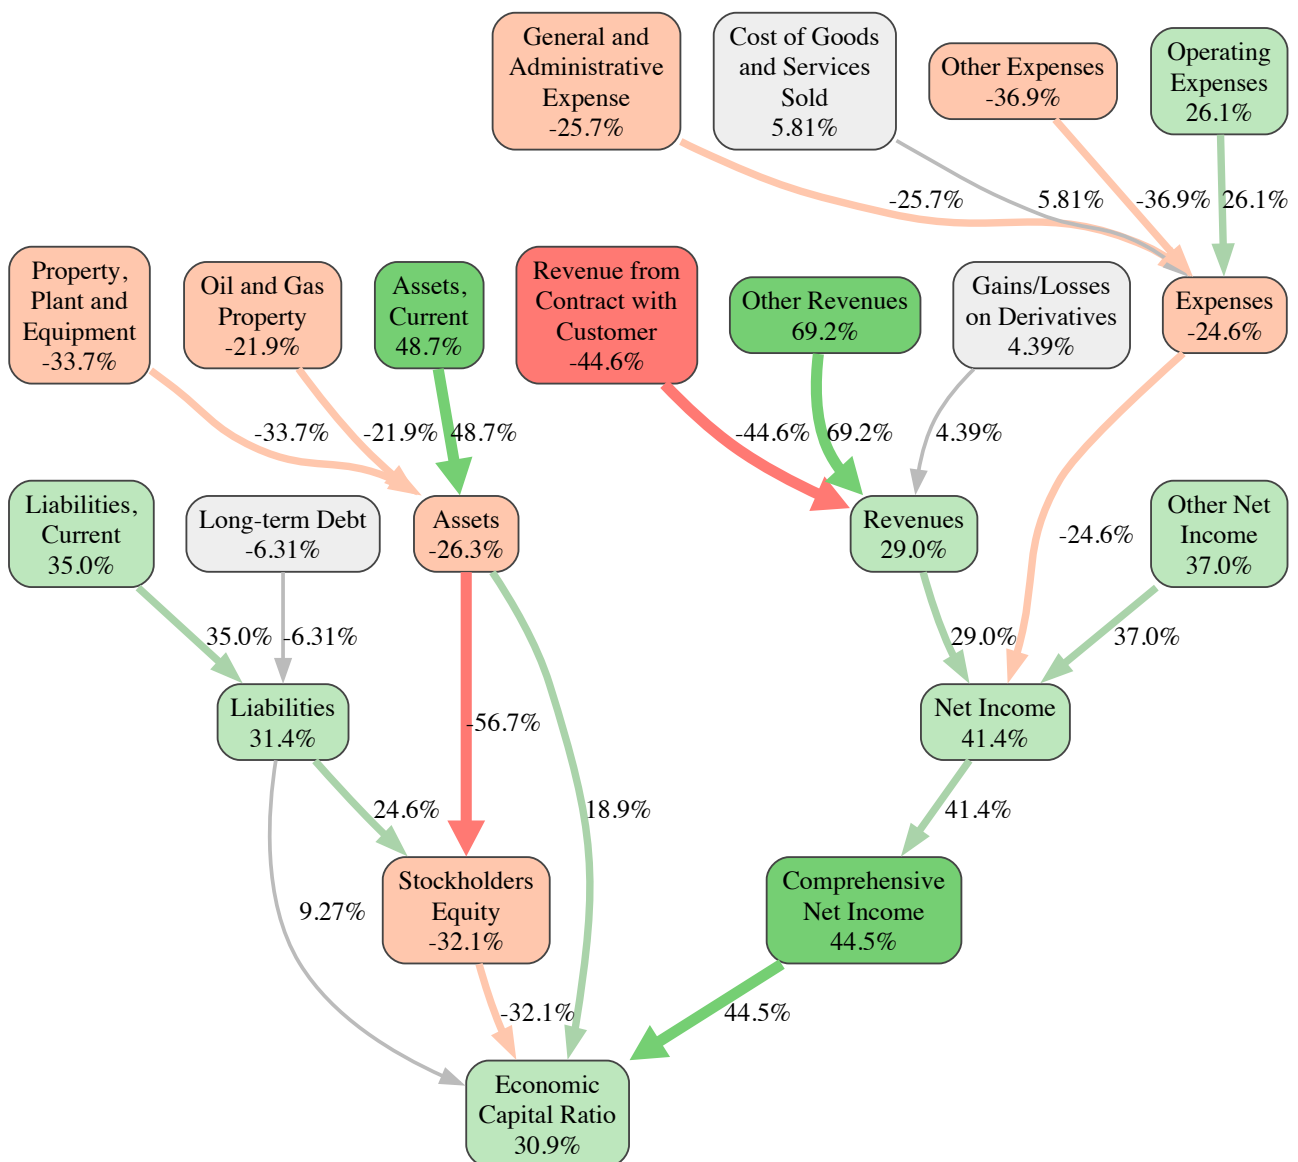 General and
Administrative
Expense
-25.7%
Cost of Goods
and Services
Sold
5.81%
Other Expenses
-36.9%
Operating
Expenses
26.1%
-25.7%
5.81%
-36.9%
26.1%
Property,
Plant and
Equipment
-33.7%
Oil and Gas
Property
-21.9%
Assets,
Current
48.7%
Revenue from
Contract with
Customer
-44.6%
Other Revenues
69.2%
Gains/Losses
on Derivatives
4.39%
Expenses
-24.6%
-33.7%
-21.9%
48.7%
-44.6%
69.2%
4.39%
Liabilities,
Current
35.0%
Long-term Debt
-6.31%
Assets
-26.3%
Revenues
29.0%
-24.6%
Other Net
Income
37.0%
35.0%
-6.31%
29.0%
37.0%
Liabilities
31.4%
-56.7%
Net Income
41.4%
24.6%
18.9%
41.4%
9.27%
Stockholders
Equity
-32.1%
Comprehensive
Net Income
44.5%
-32.1%
44.5%
Economic
Capital Ratio
30.9%